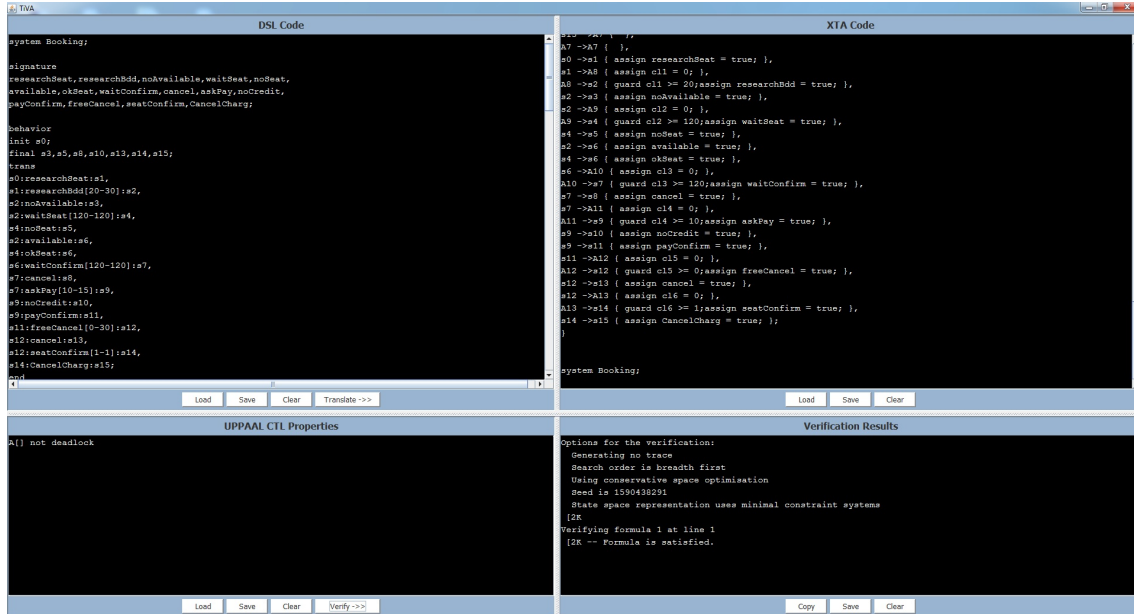 TiVA
DSL Code
system Booking;
signature
researchSeat,researchBdd,noAvailable,waitSeat,noSeat,
available,okSeat,waitConfirm,cancel,askPay,noCredit,
payConfirm,freeCancel,seatConfirm,CancelCharg;
behavior
init s0;
final s3,s5,s8,s10,s13,s14,s15;
trans
s0:researchSeat:s1,
s1:researchBdd[20-30]:s2,
s2:noAvailable:s3,
s2:waitSeat[120-120]:s4,
s4:noSeat:s5,
s2:available:s6,
s4:okSeat:s6,
s6:waitConfirm[120-120]:s7,
s7:cancel:s8,
s7:askPay[10-15]:s9,
s9:noCredit:s10,
s9:payConfirm:s11,
s11:freeCancel[0-30]:s12,
s12:cancel:s13,
s12:seatConfirm[1-1]:s14,
s14:CancelCharg:s15;
end
Load Save Clear Translate ->>
XTA Code
s15 ->A7 { },
A7 ->A7 { },
s0 ->s1 { assign researchSeat = true; },
s1 ->A8 { assign cl1 = 0; },
A8 ->s2 { guard cl1 >= 20;assign researchBdd = true; },
s2 ->s3 { assign noAvailable = true; },
s2 ->A9 { assign cl2 = 0; },
A9 ->s4 { guard cl2 >= 120;assign waitSeat = true; },
s4 ->s5 { assign noSeat = true; },
s2 ->s6 { assign available = true; },
s4 ->s6 { assign okSeat = true; },
s6 ->A10 { assign cl3 = 0; },
A10 ->s7 { guard cl3 >= 120;assign waitConfirm = true; },
s7 ->s8 { assign cancel = true; },
s7 ->A11 { assign cl4 = 0; },
A11 ->s9 { guard cl4 >= 10;assign askPay = true; },
s9 ->s10 { assign noCredit = true; },
s9 ->s11 { assign payConfirm = true; },
s11 ->A12 { assign cl5 = 0; },
A12 ->s12 { guard cl5 >= 0;assign freeCancel = true; },
s12 ->s13 { assign cancel = true; },
s12 ->A13 { assign cl6 = 0; },
A13 ->s14 { guard cl6 >= 1;assign seatConfirm = true; },
s14 ->s15 { assign CancelCharg = true; };
}
system Booking;
Load Save Clear
UPPAAL CTL Properties
A[] not deadlock
Load Save Clear Verify ->>
Verification Results
Options for the verification:
Generating no trace
Search order is breadth first
Using conservative space optimisation
Seed is 1590438291
State space representation uses minimal constraint systems
[2K
Verifying formula 1 at line 1
[2K -- Formula is satisfied.
Copy Save Clear